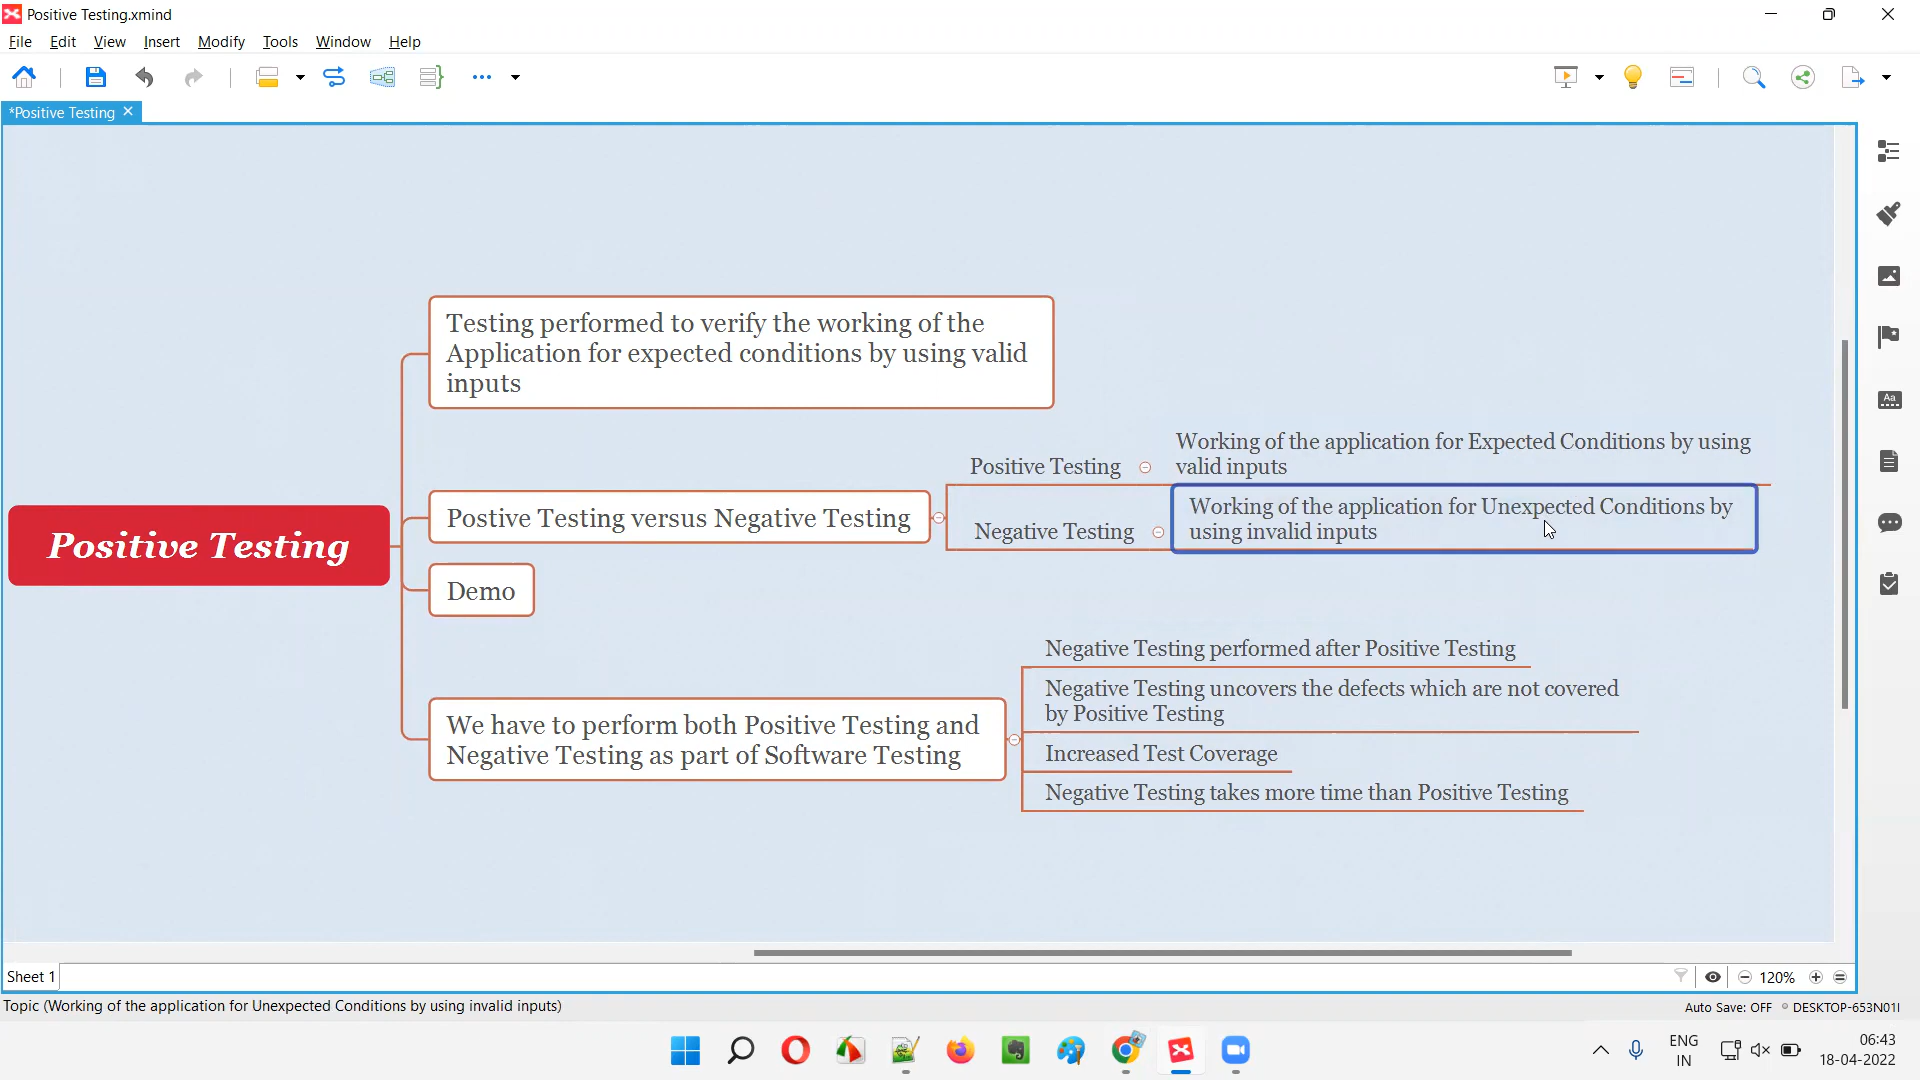 Positive Testing.xmind
File Edit View Insert Modify Tools Window Help
*Positive Testing
Testing performed to verify the working of the
Application for expected conditions by using valid
inputs
Working of the application for Expected Conditions by using
Positive Testing
valid inputs
Working of the application for Unexpected Conditions by
Postive Testing versus Negative Testing
Negative Testing
using invalid inputs
Positive Testing
Demo
Negative Testing performed after Positive Testing
Negative Testing uncovers the defects which are not covered
by Positive Testing
We have to perform both Positive Testing and
Negative Testing as part of Software Testing
Increased Test Coverage
Negative Testing takes more time than Positive Testing
Sheet 1
120%
Topic (Working of the application for Unexpected Conditions by using invalid inputs)
Auto Save: OFF
DESKTOP-653N01I
ENG
IN
06:43
18-04-2022
Aa